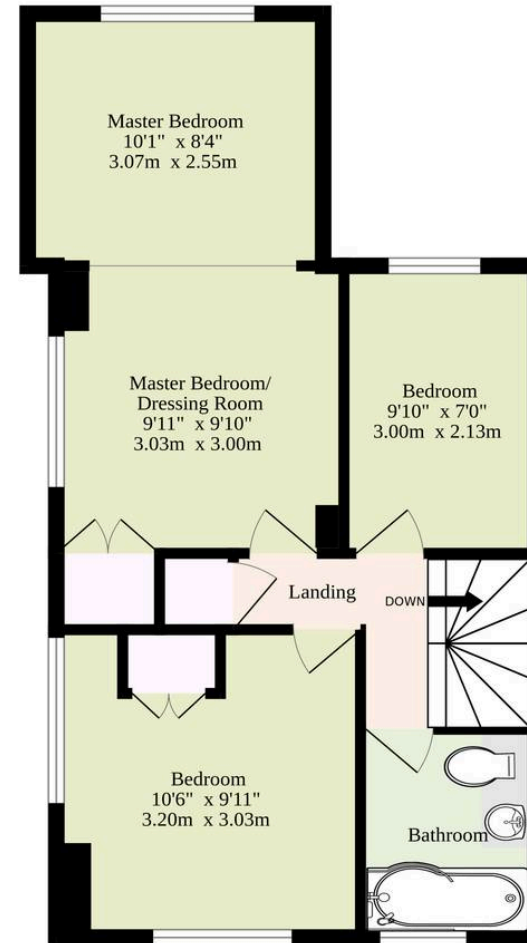 Master Bedroom
10'1" x 8'4"
3.07m x 2.55m
Master Bedroom/
Dressing Room
9'11" x 9'10"
3.03m x 3.00m
Bedroom
9'10" x 7'0"
3.00m x 2.13m
Landing
DOWN
Bedroom
10'6" x 9'11"
3.20m x 3.03m
Bathroom